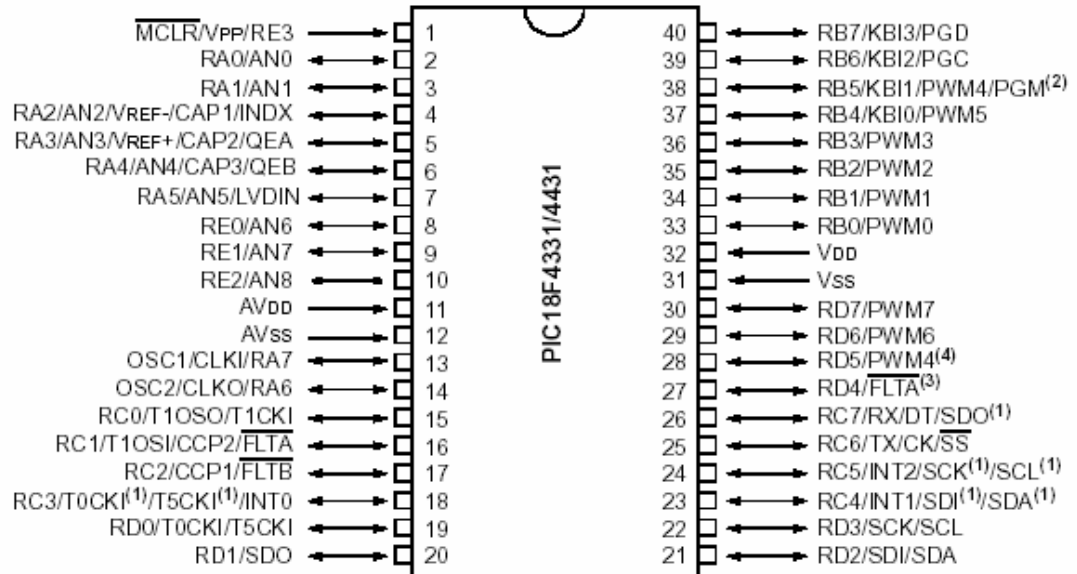 MCLR/VPP/RE3 1 40 RB7/KBI3/PGD
RA0/AN0 2 39 RB6/KBI2/PGC
RA1/AN1 3 38 RB5/KBI1/PWM4/PGM(2)
RA2/AN2/VREF-/CAP1/INDX 4 37 RB4/KBI0/PWM5
RA3/AN3/VREF+/CAP2/QEA 5 36 RB3/PWM3
RA4/AN4/CAP3/QEB 6 35 RB2/PWM2
RA5/AN5/LVDIN 7 34 RB1/PWM1
RE0/AN6 8 33 RB0/PWM0
RE1/AN7 9 32 VDD
RE2/AN8 10 31 VSS
AVDD 11 30 RD7/PWM7
AVSS 12 29 RD6/PWM6
OSC1/CLKI/RA7 13 28 RD5/PWM4(4)
OSC2/CLKO/RA6 14 27 RD4/FLTA(3)
RC0/T1OSO/T1CKI 15 26 RC7/RX/DT/SDO(1)
RC1/T1OSI/CCP2/FLTA 16 25 RC6/TX/CK/SS
RC2/CCP1/FLTB 17 24 RC5/INT2/SCK(1)/SCL(1)
RC3/T0CKI(1)/T5CKI(1)/INT0 18 23 RC4/INT1/SDI(1)/SDA(1)
RD0/T0CKI/T5CKI 19 22 RD3/SCK/SCL
RD1/SDO 20 21 RD2/SDI/SDA
PIC18F4331/4431